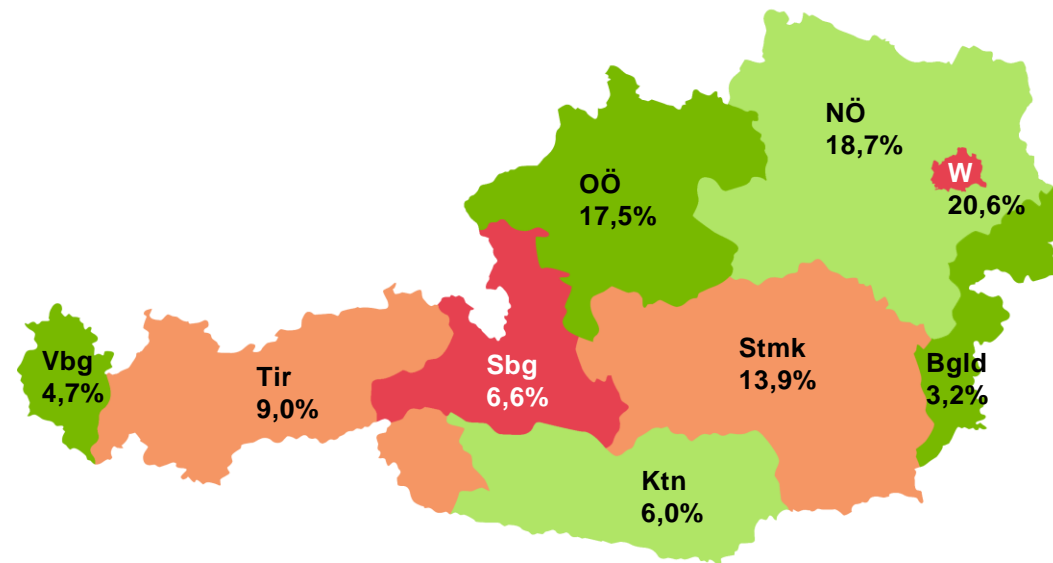 NÖ
18,7%
W
20,6%
OÖ
17,5%
Vbg
4,7%
Tir
9,0%
Sbg
6,6%
Stmk
13,9%
Bgld
3,2%
Ktn
6,0%